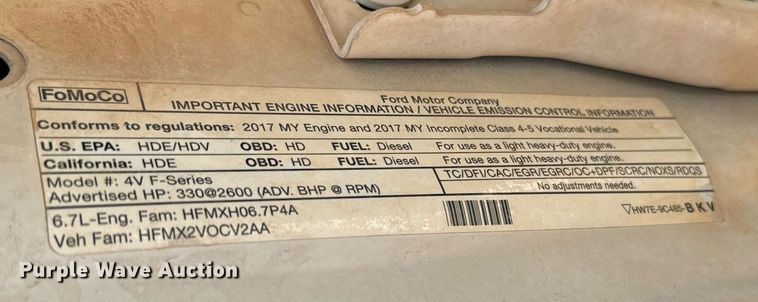 FoMoCo
Ford Motor Company
IMPORTANT ENGINE INFORMATION / VEHICLE EMISSION CONTROL INFORMATION
Conforms to regulations: 2017 MY Engine and 2017 MY Incomplete Class 4-5 Vocational Vehicle
U.S. EPA: HDE/HDV OBD: HD FUEL: Diesel For use as a light heavy-duty engine.
California: HDE OBD: HD FUEL: Diesel For use as a light heavy-duty engine.
Model #: 4V F-Series TC/DFI/CAC/EGR/EGRC/OC+DPF/SCRC/NOXS/RDQS
Advertised HP: 330@2600 (ADV. BHP @ RPM) No adjustments needed.
6.7L-Eng. Fam: HFMXH06.7P4A
Veh Fam: HFMX2VOCV2AA
HW7E-9C485-BKV
Purple Wave Auction